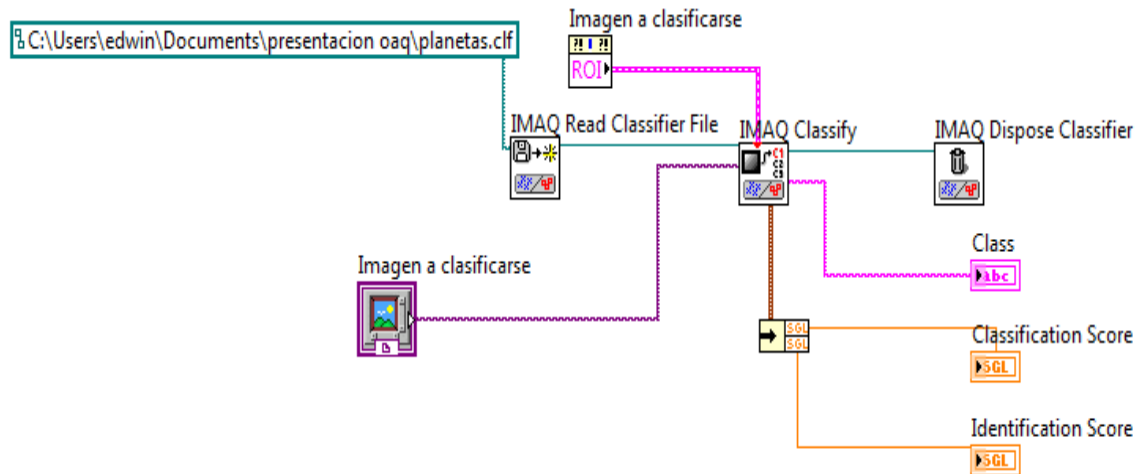 Imagen a clasificarse
C:\Users\edwin\Documents\presentacion oaq\planetas.clf
?! ?!
ROI
IMAQ Read Classifier File
IMAQ Classify
IMAQ Dispose Classifier
C1
C2
C3
Class
abc
Imagen a clasificarse
SGL
SGL
Classification Score
SGL
Identification Score
SGL